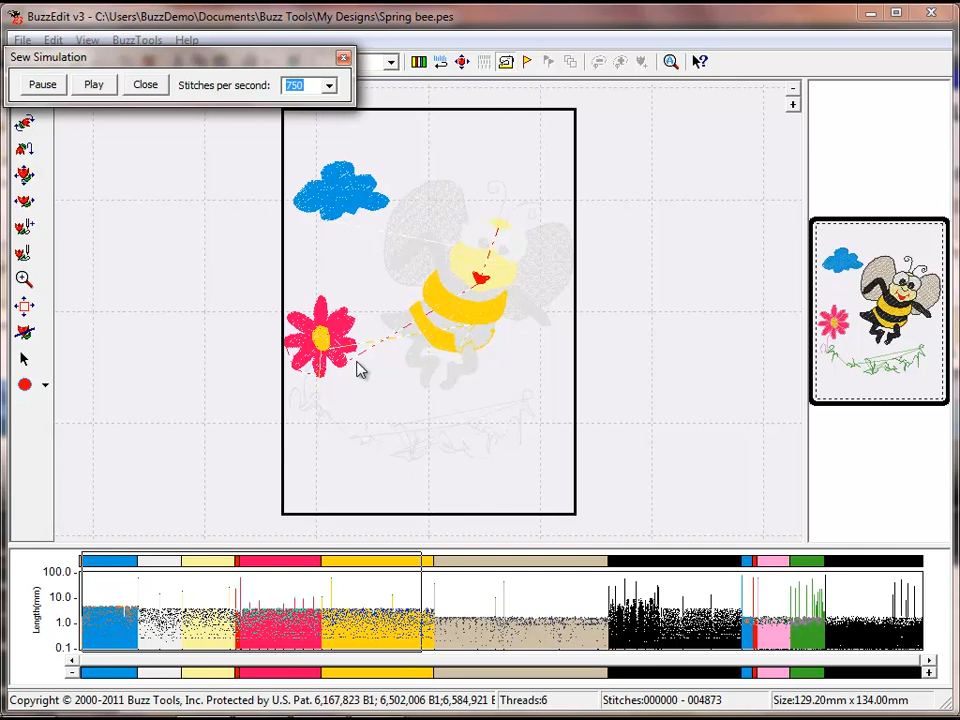 BuzzEdit v3 - C:\Users\BuzzDemo\Documents\Buzz Tools\My Designs\Spring bee.pes
File Edit View BuzzTools Help
Sew Simulation
Pause Play Close Stitches per second: 750
-
+
100.0
10.0
1.0
0.1
Length(mm)
- +
Copyright © 2000-2011 Buzz Tools, Inc. Protected by U.S. Pat. 6,167,823 B1; 6,502,006 B1;6,584,921 E Threads:6 Stitches:000000 - 004873 Size:129.20mm x 134.00mm